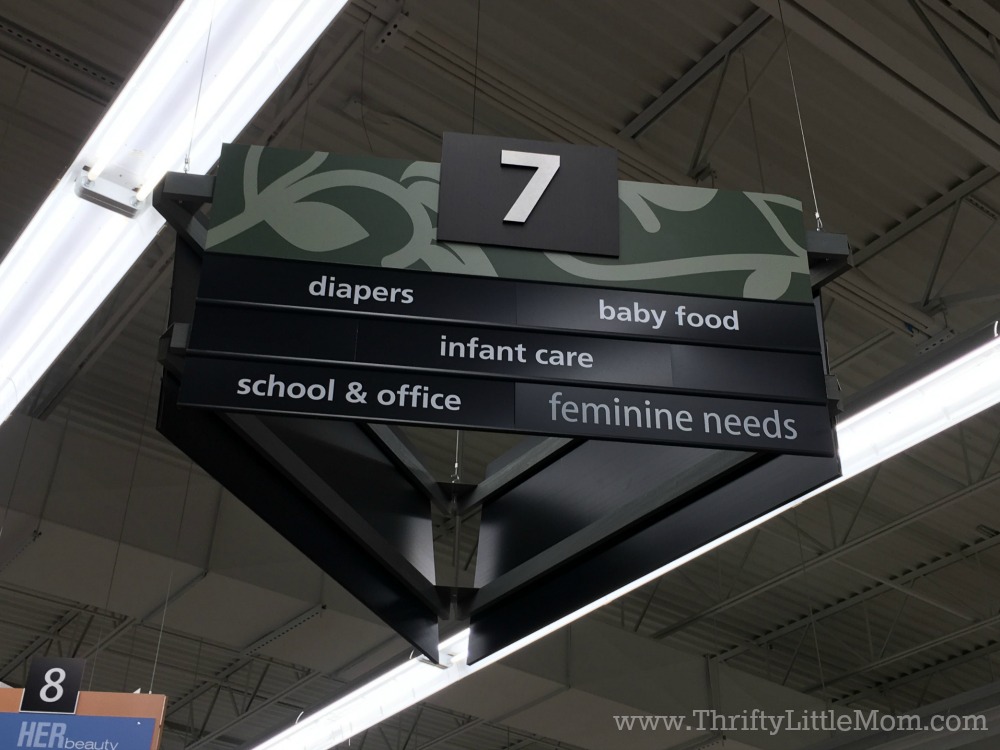 7
diapers baby food
infant care
school & office feminine needs
8
HERbeauty
www.ThriftyLittleMom.com